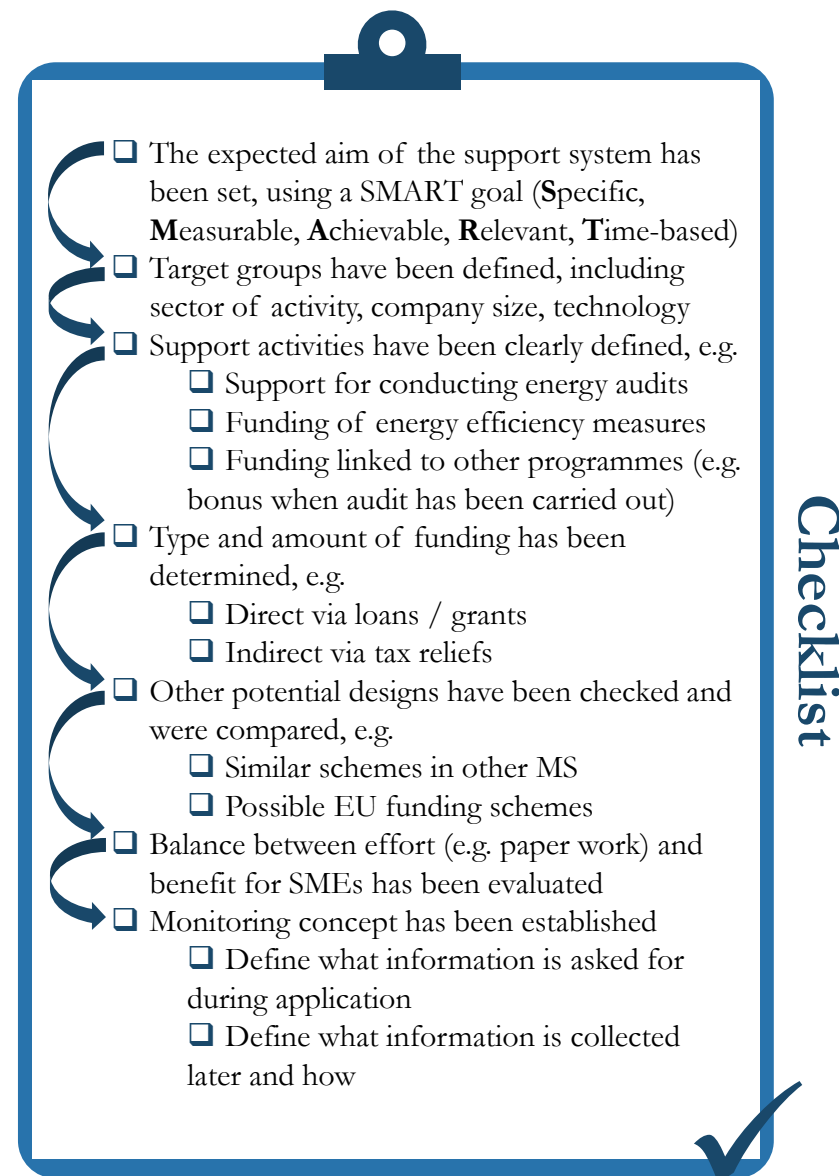 ❑ The expected aim of the support system has
been set, using a SMART goal (Specific,
Measurable, Achievable, Relevant, Time-based)
❑ Target groups have been defined, including
sector of activity, company size, technology
❑ Support activities have been clearly defined, e.g.
❑ Support for conducting energy audits
❑ Funding of energy efficiency measures
❑ Funding linked to other programmes (e.g.
bonus when audit has been carried out)
❑ Type and amount of funding has been
determined, e.g.
❑ Direct via loans / grants
❑ Indirect via tax reliefs
❑ Other potential designs have been checked and
were compared, e.g.
❑ Similar schemes in other MS
❑ Possible EU funding schemes
❑ Balance between effort (e.g. paper work) and
benefit for SMEs has been evaluated
❑ Monitoring concept has been established
❑ Define what information is asked for
during application
❑ Define what information is collected
later and how
Checklist